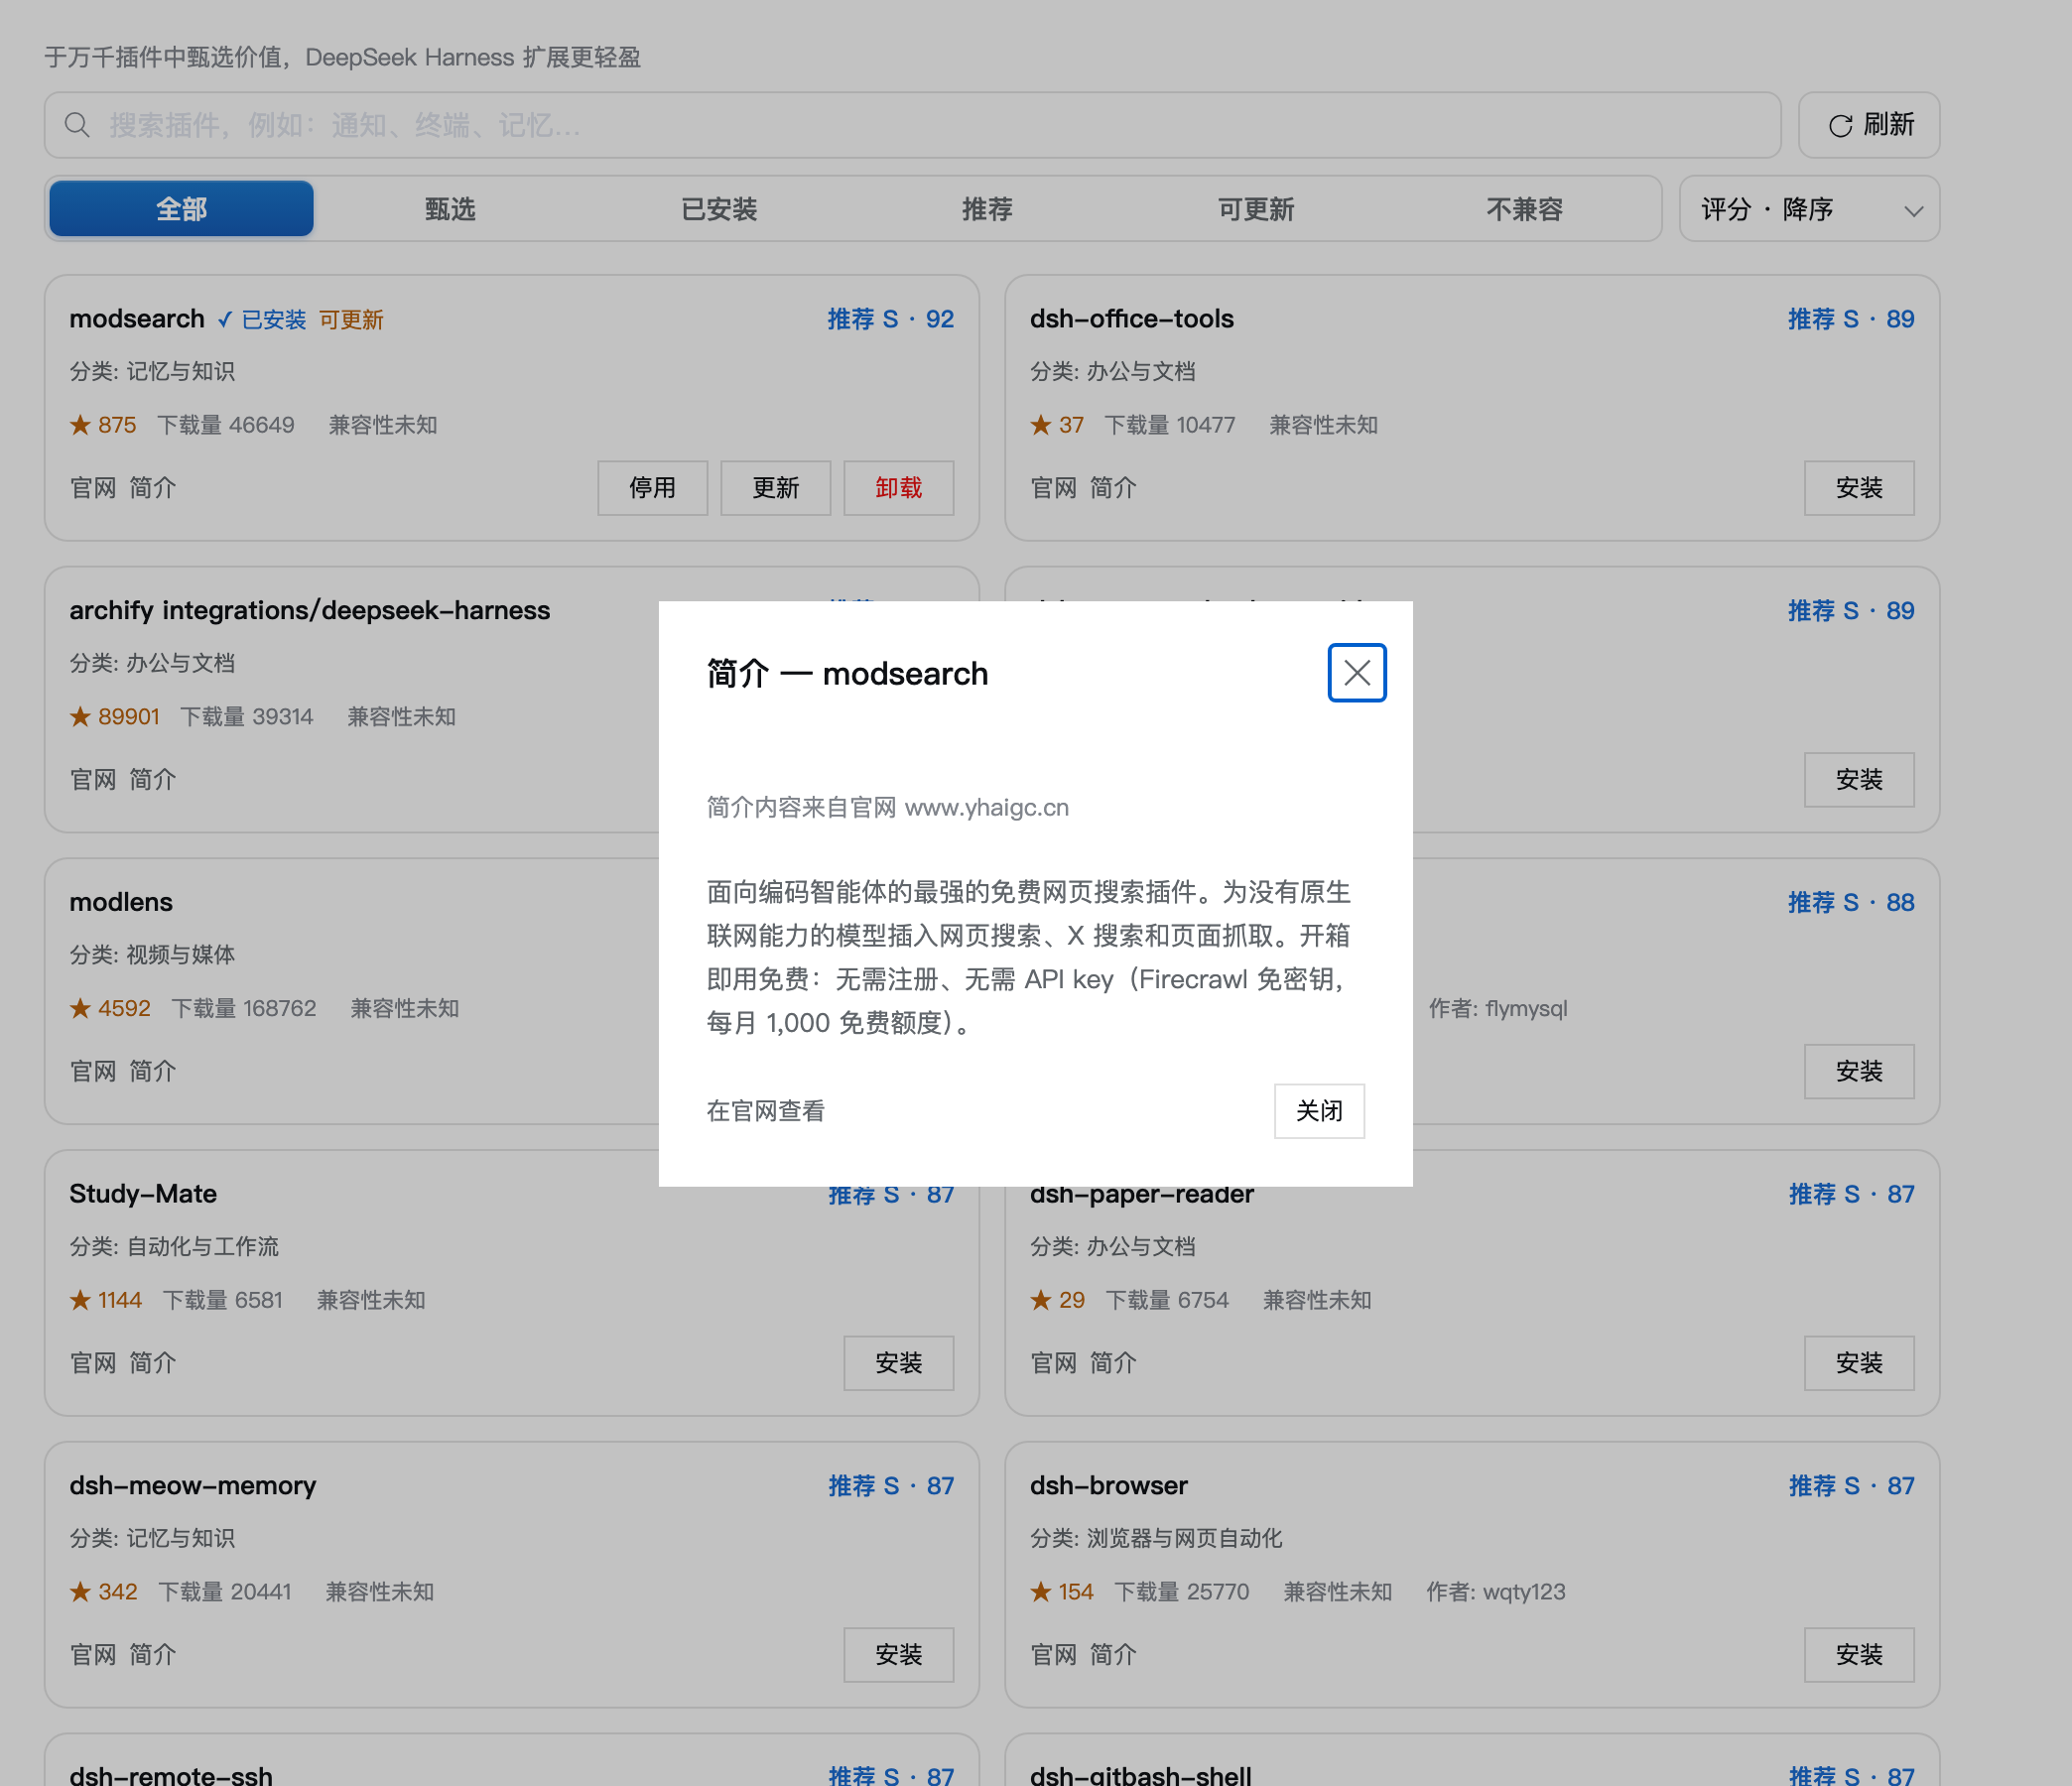 于万千插件中甄选价值，DeepSeek Harness 扩展更轻盈
搜索插件，例如：通知、终端、记忆...
刷新
全部
甄选
已安装
推荐
可更新
不兼容
评分 · 降序
modsearch ✓ 已安装 可更新
推荐 S · 92
分类: 记忆与知识
★ 875 下载量 46649 兼容性未知
官网 简介
停用
更新
卸载
dsh-office-tools
推荐 S · 89
分类: 办公与文档
★ 37 下载量 10477 兼容性未知
官网 简介
安装
archify integrations/deepseek-harness
分类: 办公与文档
★ 89901 下载量 39314 兼容性未知
官网 简介
推荐 S · 89
安装
简介 — modsearch
简介内容来自官网 www.yhaigc.cn
面向编码智能体的最强的免费网页搜索插件。为没有原生
联网能力的模型插入网页搜索、X 搜索和页面抓取。开箱
即用免费：无需注册、无需 API key（Firecrawl 免密钥，
每月 1,000 免费额度）。
在官网查看
关闭
modlens
分类: 视频与媒体
★ 4592 下载量 168762 兼容性未知
官网 简介
推荐 S · 88
作者: flymysql
安装
Study-Mate
推荐 S · 87
分类: 自动化与工作流
★ 1144 下载量 6581 兼容性未知
官网 简介
安装
dsh-paper-reader
推荐 S · 87
分类: 办公与文档
★ 29 下载量 6754 兼容性未知
官网 简介
安装
dsh-meow-memory
推荐 S · 87
分类: 记忆与知识
★ 342 下载量 20441 兼容性未知
官网 简介
安装
dsh-browser
推荐 S · 87
分类: 浏览器与网页自动化
★ 154 下载量 25770 兼容性未知 作者: wqty123
官网 简介
安装
dsh-remote-ssh
推荐 S · 87
dsh-gitbash-shell
推荐 S · 87